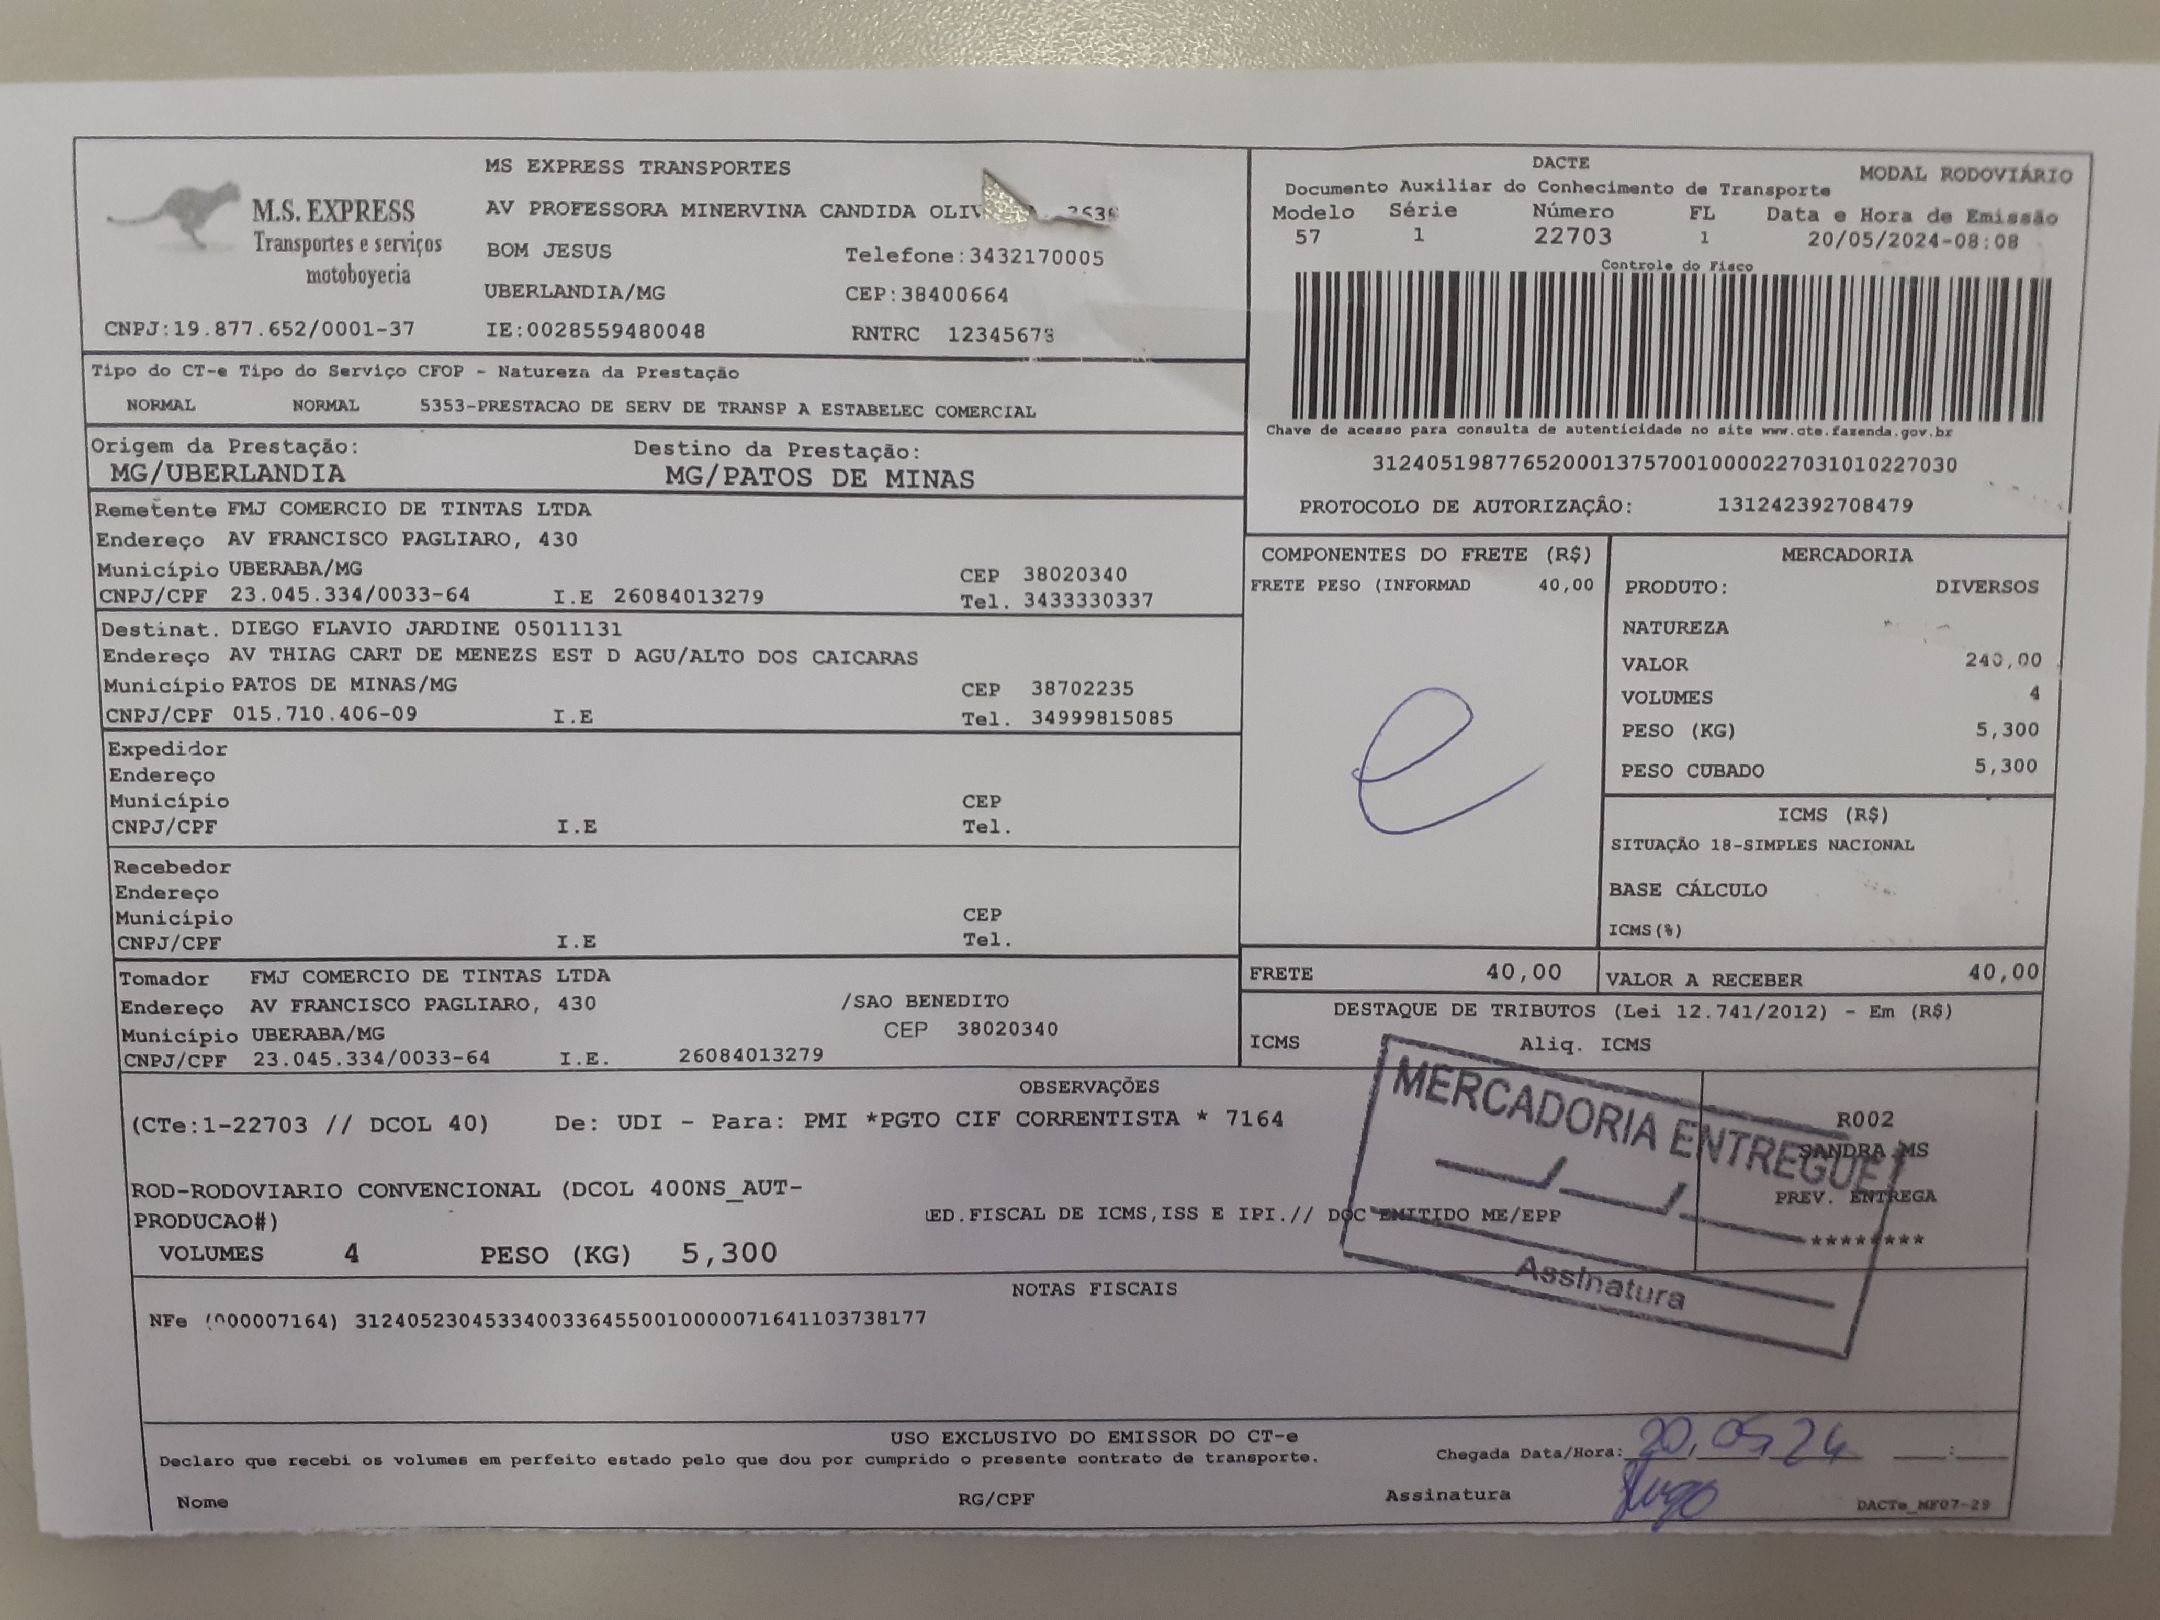 M.S. EXPRESS
Transportes e serviços
motoboyecia
CNPJ:19.877.652/0001-37
MS EXPRESS TRANSPORTES
AV PROFESSORA MINERVINA CANDIDA
BOM JESUS
Telefone:3432170005
UBERLANDIA/MG
CEP:38400664
IE:0028559480048
RNTRC 12345678
DACTE
MODAL RODOVIÁRIO
Documento Auxiliar do Conhecimento de Transporte
Modelo Série Número FL Data e Hora de Emissão
57 1 22703 1 20/05/2024-08:08
Controle do Fisco
Chave de acesso para consulta de autenticidade no site www.cte.fazenda.gov.br
31240519877652000137570010000227031010227030
PROTOCOLO DE AUTORIZAÇÂO: 131242392708479
Tipo do CT-e Tipo do Serviço CFOP - Natureza da Prestação
NORMAL NORMAL 5353-PRESTACAO DE SERV DE TRANSP A ESTABELEC COMERCIAL
Origem da Prestação: Destino da Prestação:
MG/UBERLANDIA MG/PATOS DE MINAS
Remetente FMJ COMERCIO DE TINTAS LTDA
Endereço AV FRANCISCO PAGLIARO, 430
Município UBERABA/MG CEP 38020340
CNPJ/CPF 23.045.334/0033-64 I.E 26084013279 Tel. 3433330337
Destinat. DIEGO FLAVIO JARDINE 05011131
Endereço AV THIAG CART DE MENEZS EST D AGU/ALTO DOS CAICARAS
Município PATOS DE MINAS/MG CEP 38702235
CNPJ/CPF 015.710.406-09 I.E Tel. 34999815085
Expedidor
Endereço
Município CEP
CNPJ/CPF I.E Tel.
Recebedor
Endereço
Município CEP
CNPJ/CPF I.E Tel.
Tomador FMJ COMERCIO DE TINTAS LTDA
Endereço AV FRANCISCO PAGLIARO, 430 /SAO BENEDITO
Município UBERABA/MG CEP 38020340
CNPJ/CPF 23.045.334/0033-64 I.E. 26084013279
COMPONENTES DO FRETE (R$)
FRETE PESO (INFORMAD 40,00
MERCADORIA
PRODUTO: DIVERSOS
NATUREZA
VALOR 240,00
VOLUMES 4
PESO (KG) 5,300
PESO CUBADO 5,300
ICMS (R$)
SITUAÇÃO 18-SIMPLES NACIONAL
BASE CÁLCULO
ICMS(%)
FRETE 40,00
VALOR A RECEBER 40,00
DESTAQUE DE TRIBUTOS (Lei 12.741/2012) - Em (R$)
ICMS Aliq. ICMS
OBSERVAÇÕES
(CTe:1-22703 // DCOL 40) De: UDI - Para: PMI *PGTO CIF CORRENTISTA * 7164
ROD-RODOVIARIO CONVENCIONAL (DCOL 400NS_AUT-
PRODUCAO#)
ED.FISCAL DE ICMS,ISS E IPI.// DOC EMITIDO ME/EPP
VOLUMES 4 PESO (KG) 5,300
R002
SANDRA MS
PREV. ENTREGA
********
MERCADORIA ENTREGUE
Assinatura
NOTAS FISCAIS
NFe (000007164) 31240523045334003364550010000071641103738177
USO EXCLUSIVO DO EMISSOR DO CT-e
Declaro que recebi os volumes em perfeito estado pelo que dou por cumprido o presente contrato de transporte.
Chegada Data/Hora: 20,05,24
Nome RG/CPF Assinatura Hugo
DACTe_MF07-29